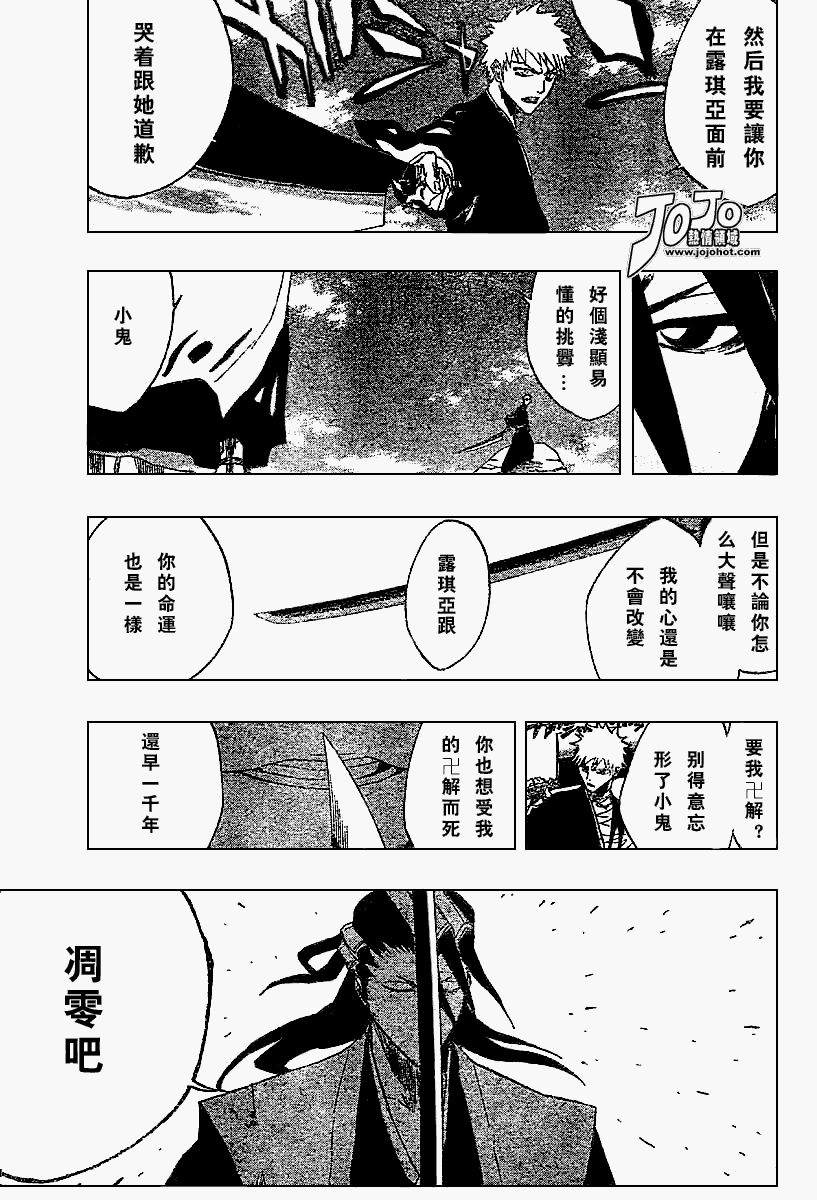 然后我要讓你
在露琪亞面前
哭着跟她道歉
JOJO
熱情領域
www.jojohot.com
好個淺顯易
懂的挑釁…
小鬼
但是不論你怎
么大聲嚷嚷
我的心還是
不會改變
露琪亞跟
你的命運
也是一樣
要我卍解?
别得意忘
形了小鬼
你也想受我
的卍解而死
還早一千年
凋零吧